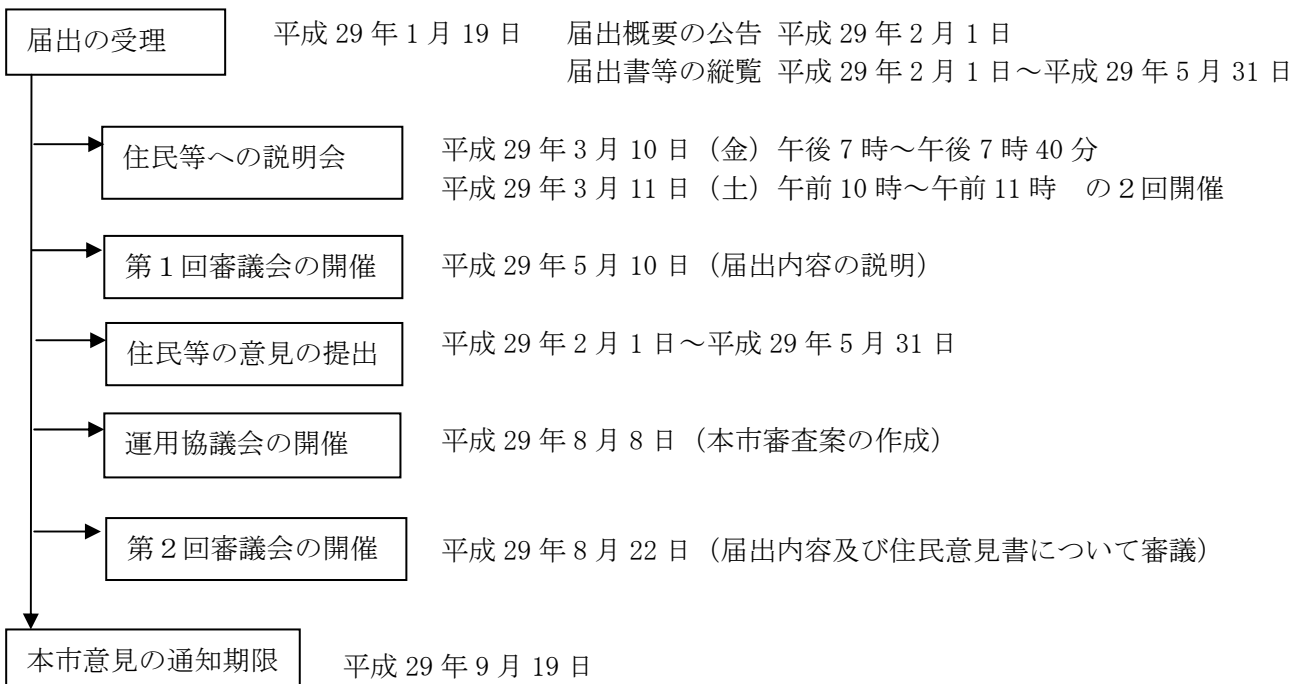 届出の受理 平成 29 年 1 月 19 日 届出概要の公告 平成 29 年 2 月 1 日
届出書等の縦覧 平成 29 年 2 月 1 日～平成 29 年 5 月 31 日
住民等への説明会 平成 29 年 3 月 10 日（金）午後 7 時～午後 7 時 40 分
平成 29 年 3 月 11 日（土）午前 10 時～午前 11 時 の２回開催
第１回審議会の開催 平成 29 年 5 月 10 日（届出内容の説明）
住民等の意見の提出 平成 29 年 2 月 1 日～平成 29 年 5 月 31 日
運用協議会の開催 平成 29 年 8 月 8 日（本市審査案の作成）
第２回審議会の開催 平成 29 年 8 月 22 日（届出内容及び住民意見書について審議）
本市意見の通知期限 平成 29 年 9 月 19 日